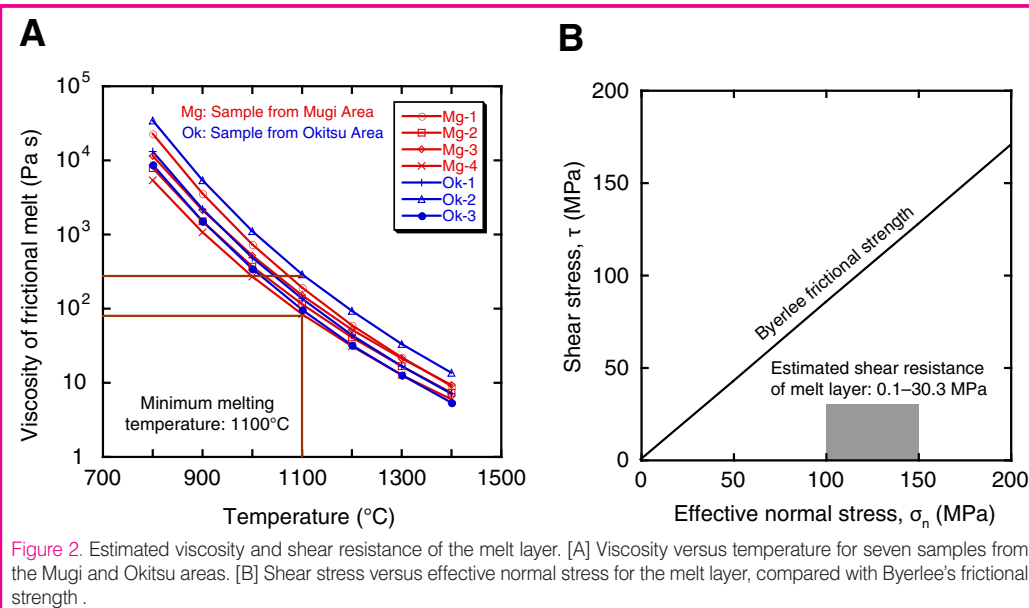 A
Viscosity of frictional melt (Pa s)
10^5
10^4
10^3
10^2
10
1
Mg: Sample from Mugi Area
Ok: Sample from Okitsu Area
Mg-1
Mg-2
Mg-3
Mg-4
Ok-1
Ok-2
Ok-3
Minimum melting
temperature: 1100°C
700 900 1100 1300 1500
Temperature (°C)
B
Shear stress, τ (MPa)
200
150
100
50
0
Byerlee frictional strength
Estimated shear resistance
of melt layer: 0.1–30.3 MPa
0 50 100 150 200
Effective normal stress, σn (MPa)
Figure 2. Estimated viscosity and shear resistance of the melt layer. [A] Viscosity versus temperature for seven samples from
the Mugi and Okitsu areas. [B] Shear stress versus effective normal stress for the melt layer, compared with Byerlee's frictional
strength .